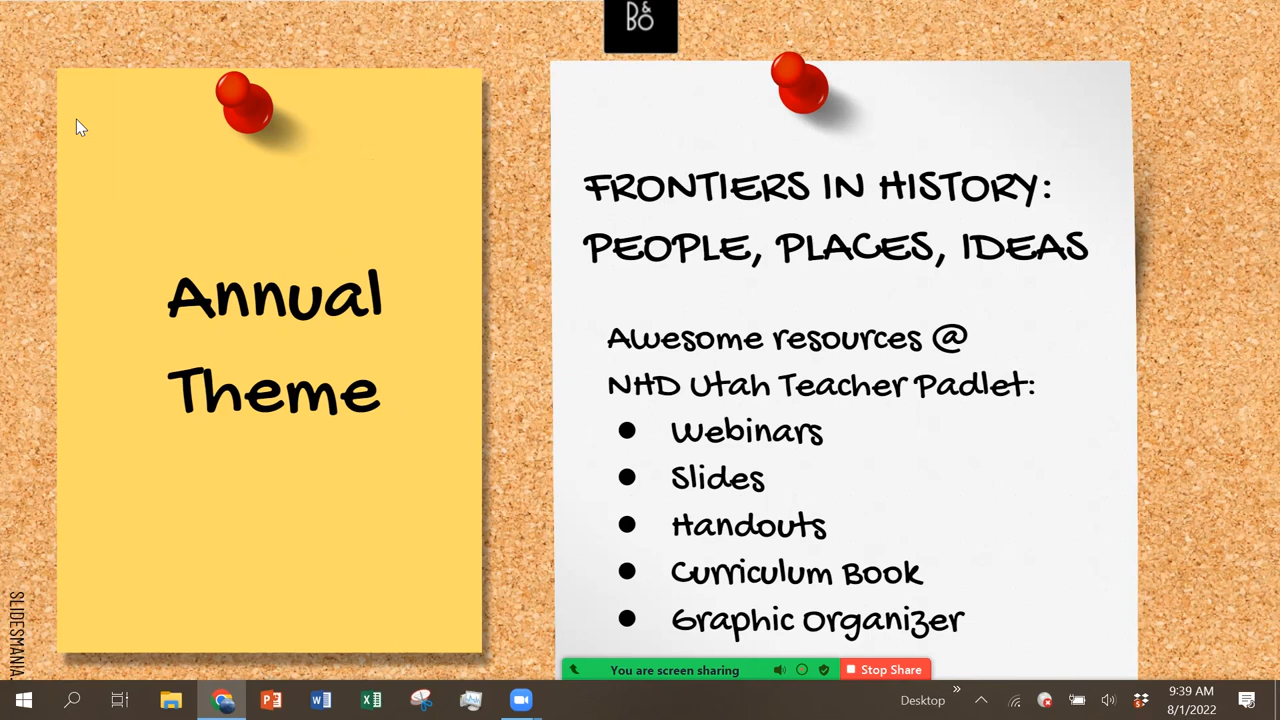 B&O
Annual
Theme
FRONTIERS IN HISTORY:
PEOPLE, PLACES, IDEAS
Awesome resources @
NHD Utah Teacher Padlet:
● Webinars
● Slides
● Handouts
● Curriculum Book
● Graphic Organizer
SLIDESMANIA
You are screen sharing
Stop Share
Desktop
9:39 AM
8/1/2022